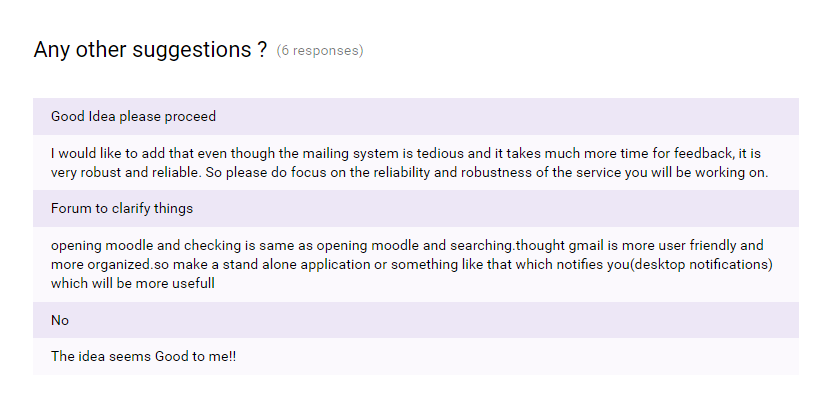 Any other suggestions ? (6 responses)
Good Idea please proceed
I would like to add that even though the mailing system is tedious and it takes much more time for feedback, it is
very robust and reliable. So please do focus on the reliability and robustness of the service you will be working on.
Forum to clarify things
opening moodle and checking is same as opening moodle and searching.thought gmail is more user friendly and
more organized.so make a stand alone application or something like that which notifies you(desktop notifications)
which will be more usefull
No
The idea seems Good to me!!